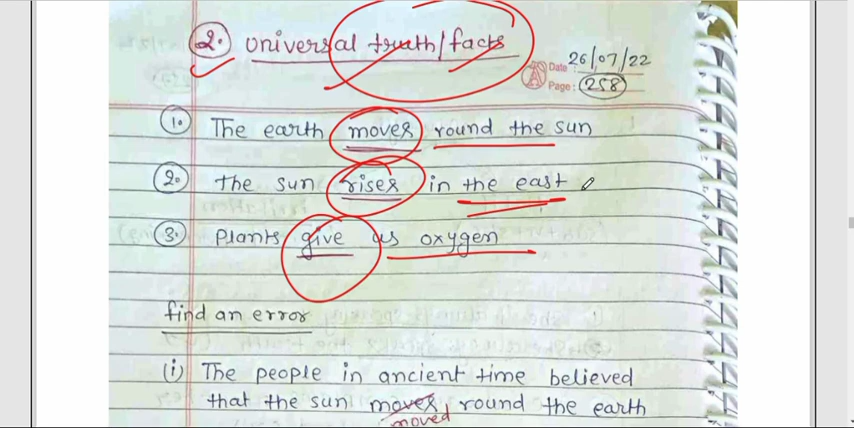 2. universal truth/facts
Date: 26/07/22
Page: 258
1. The earth moves round the sun
2. the sun rises in the east
3. Plants give us oxygen
find an error
(i) The people in ancient time believed
that the sun moves round the earth
moved